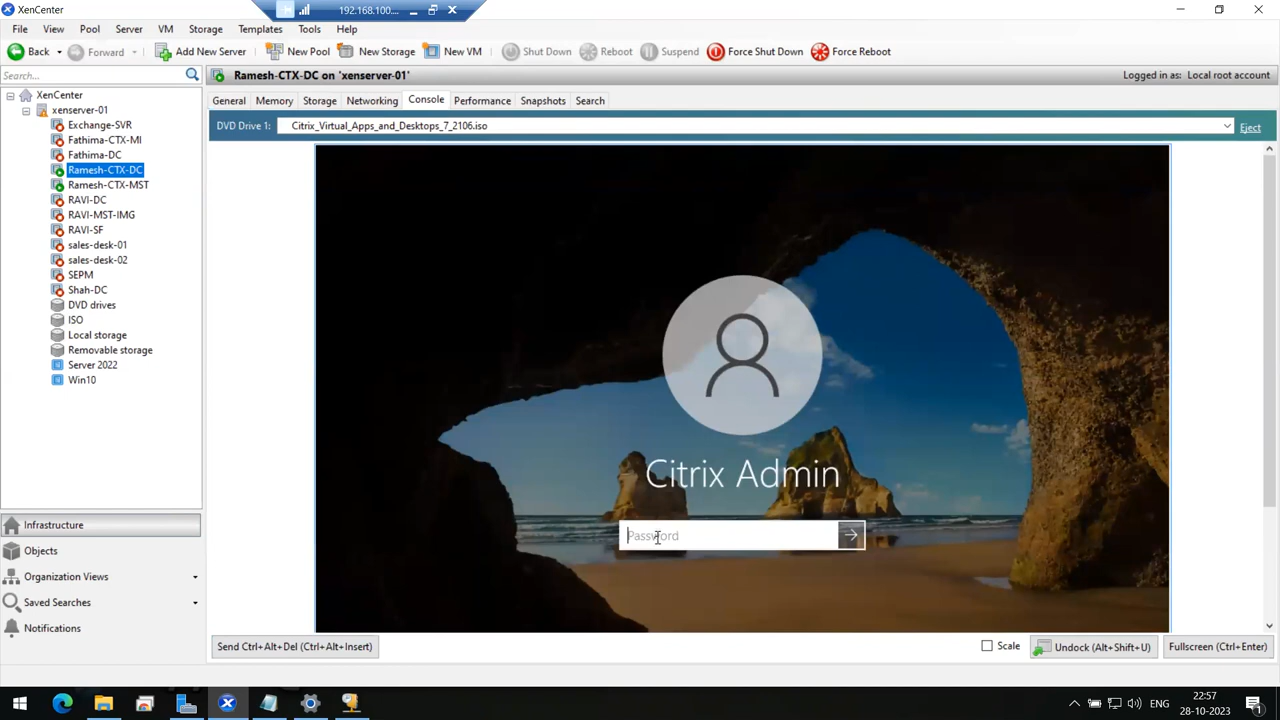 XenCenter
192.168.100....
File View Pool Server VM Storage Templates Tools Help
Back Forward Add New Server New Pool New Storage New VM Shut Down Reboot Suspend Force Shut Down Force Reboot
Search...
Ramesh-CTX-DC on 'xenserver-01'
Logged in as: Local root account
General Memory Storage Networking Console Performance Snapshots Search
DVD Drive 1: Citrix_Virtual_Apps_and_Desktops_7_2106.iso Eject
XenCenter
xenserver-01
Exchange-SVR
Fathima-CTX-MI
Fathima-DC
Ramesh-CTX-DC
Ramesh-CTX-MST
RAVI-DC
RAVI-MST-IMG
RAVI-SF
sales-desk-01
sales-desk-02
SEPM
Shah-DC
DVD drives
ISO
Local storage
Removable storage
Server 2022
Win10
Citrix Admin
Password
Infrastructure
Objects
Organization Views
Saved Searches
Notifications
Send Ctrl+Alt+Del (Ctrl+Alt+Insert) Scale Undock (Alt+Shift+U) Fullscreen (Ctrl+Enter)
ENG
22:57
28-10-2023
1